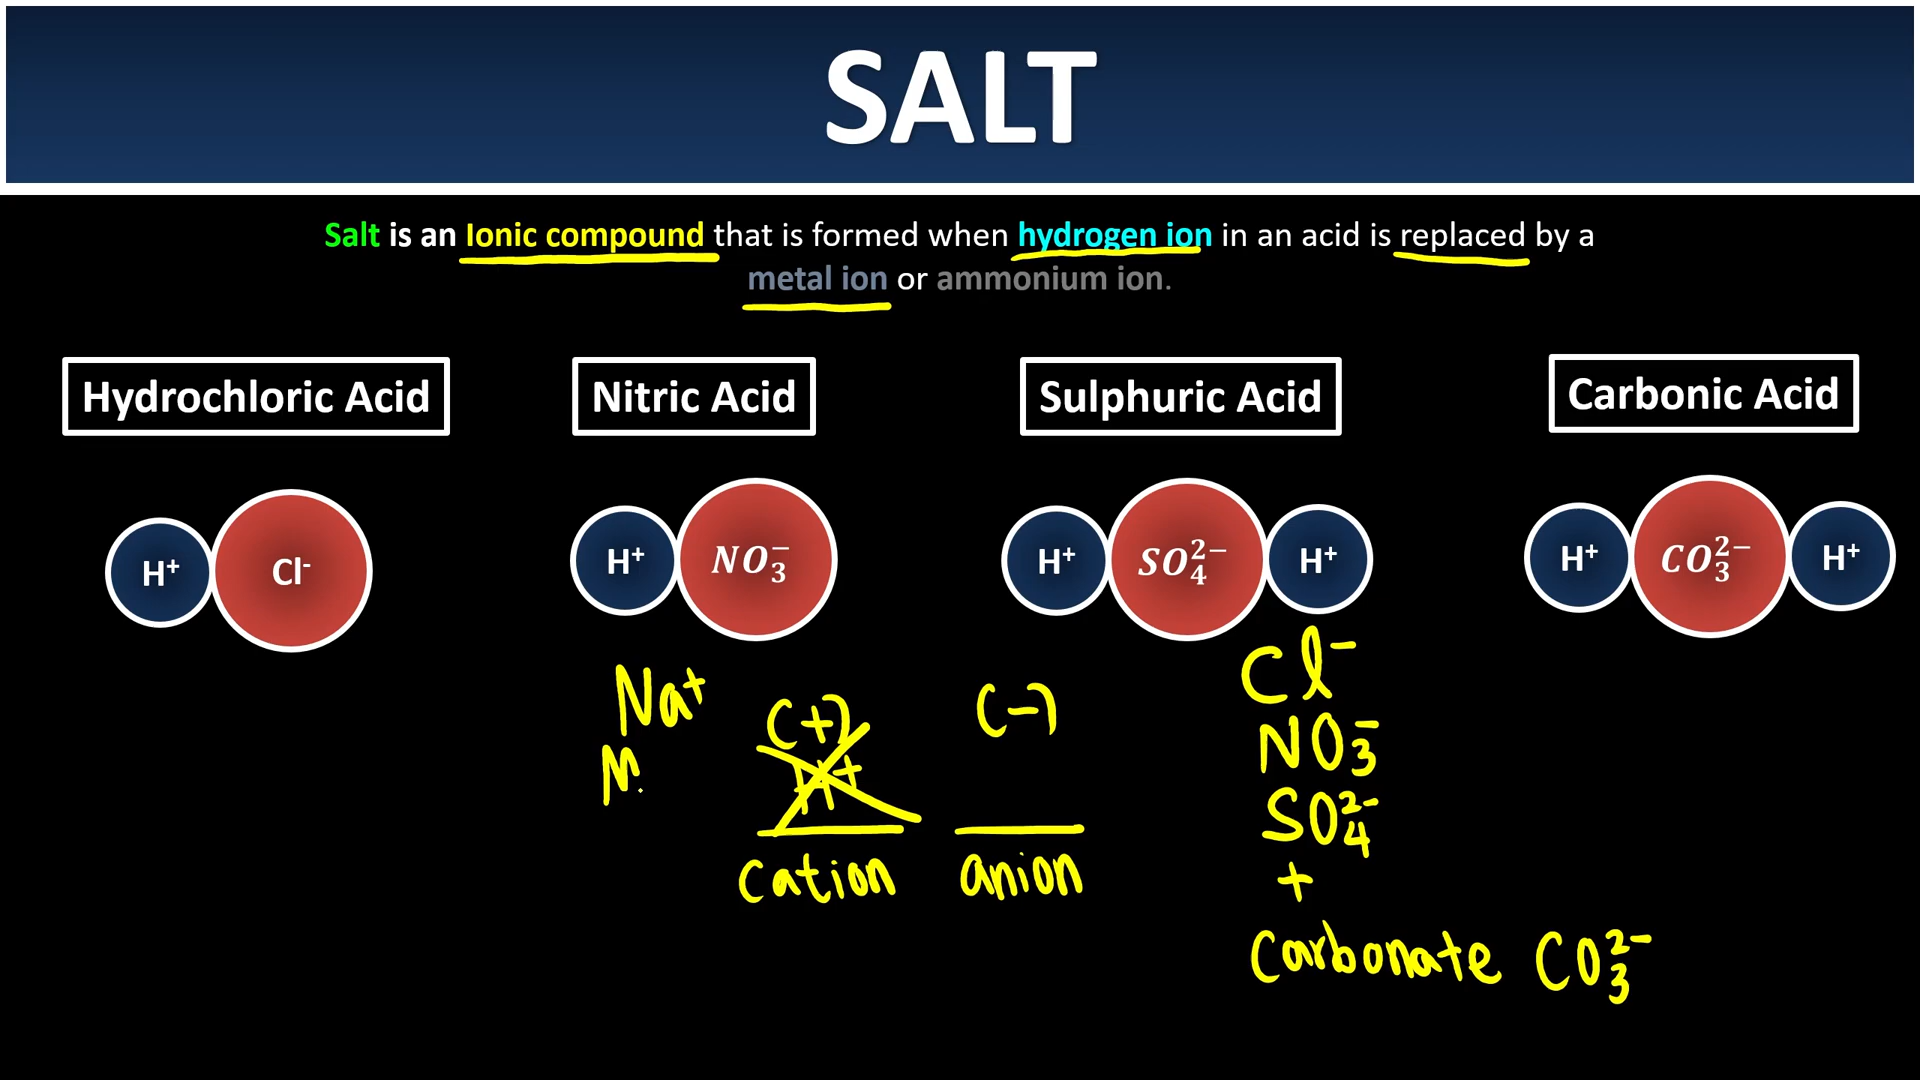 SALT
Salt is an Ionic compound that is formed when hydrogen ion in an acid is replaced by a
metal ion or ammonium ion.
Hydrochloric Acid
Nitric Acid
Sulphuric Acid
Carbonic Acid
H⁺ Cl⁻
H⁺ NO₃⁻
H⁺ SO₄²⁻ H⁺
H⁺ CO₃²⁻ H⁺
Na⁺
M
(+)
H⁺
cation
(-)
anion
Cl⁻
NO₃⁻
SO₄²⁻
+
Carbonate CO₃²⁻